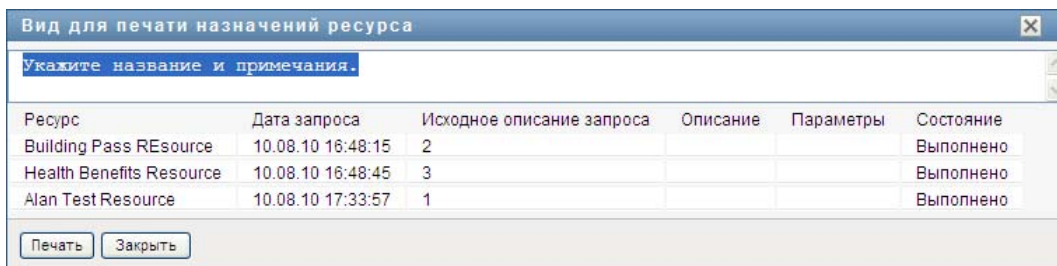 Вид для печати назначений ресурса
Укажите название и примечания.
Ресурс Дата запроса Исходное описание запроса Описание Параметры Состояние
Building Pass REsource 10.08.10 16:48:15 2 Выполнено
Health Benefits Resource 10.08.10 16:48:45 3 Выполнено
Alan Test Resource 10.08.10 17:33:57 1 Выполнено
Печать Закрыть